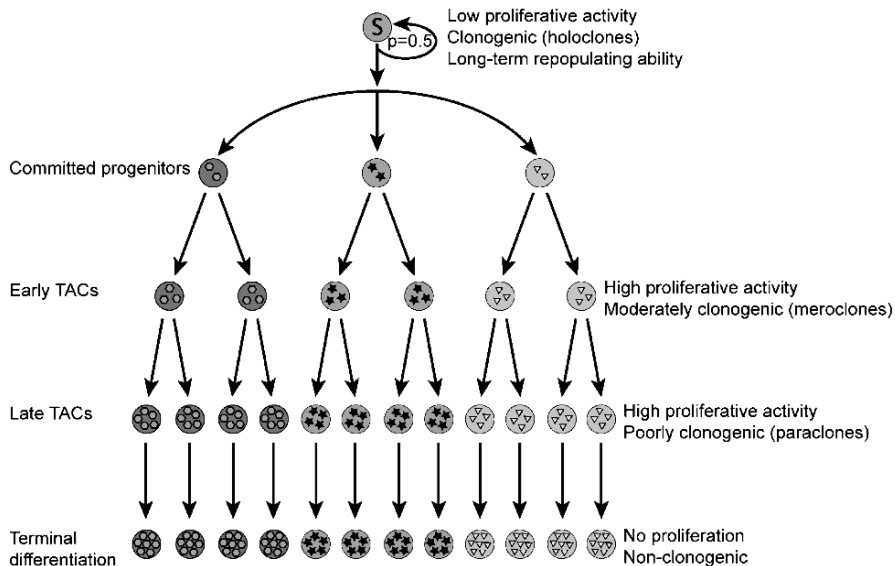 S
p=0.5
Low proliferative activity
Clonogenic (holoclones)
Long-term repopulating ability
Committed progenitors
Early TACs
High proliferative activity
Moderately clonogenic (meroclones)
Late TACs
High proliferative activity
Poorly clonogenic (paraclones)
Terminal
differentiation
No proliferation
Non-clonogenic